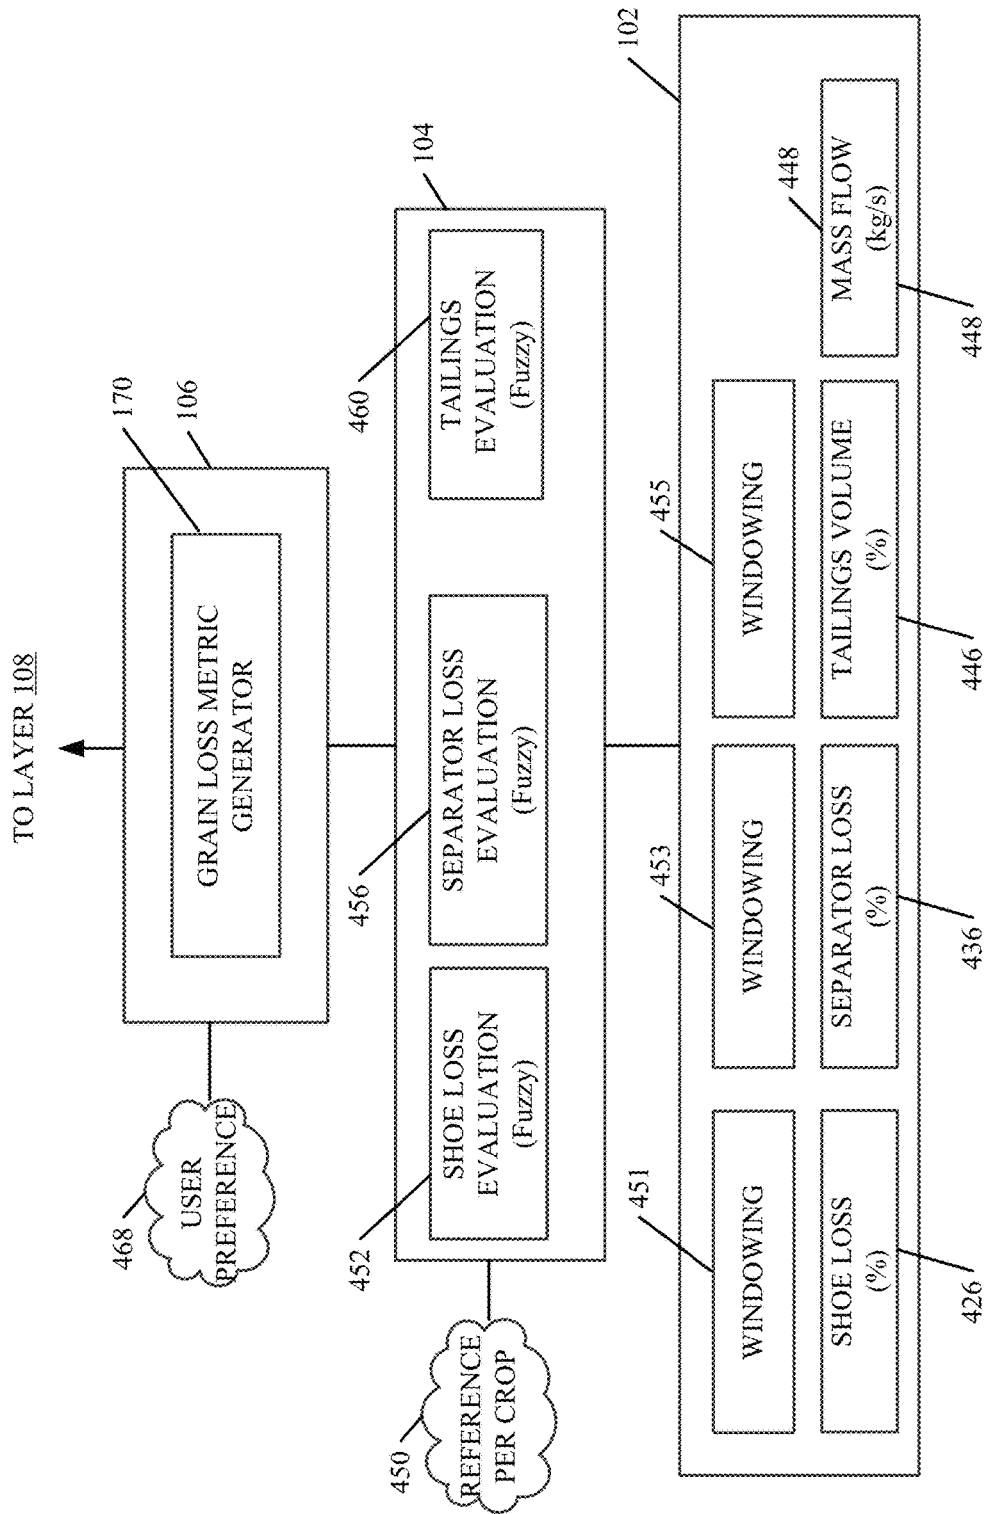 TO LAYER 108
170
106
GRAIN LOSS METRIC
GENERATOR
468
USER
PREFERENCE
104
452
SHOE LOSS
EVALUATION
(Fuzzy)
456
SEPARATOR LOSS
EVALUATION
(Fuzzy)
460
TAILINGS
EVALUATION
(Fuzzy)
450
REFERENCE
PER CROP
102
451
WINDOWING
453
WINDOWING
455
WINDOWING
448
SHOE LOSS
(%)
SEPARATOR LOSS
(%)
TAILINGS VOLUME
(%)
MASS FLOW
(kg/s)
426
436
446
448